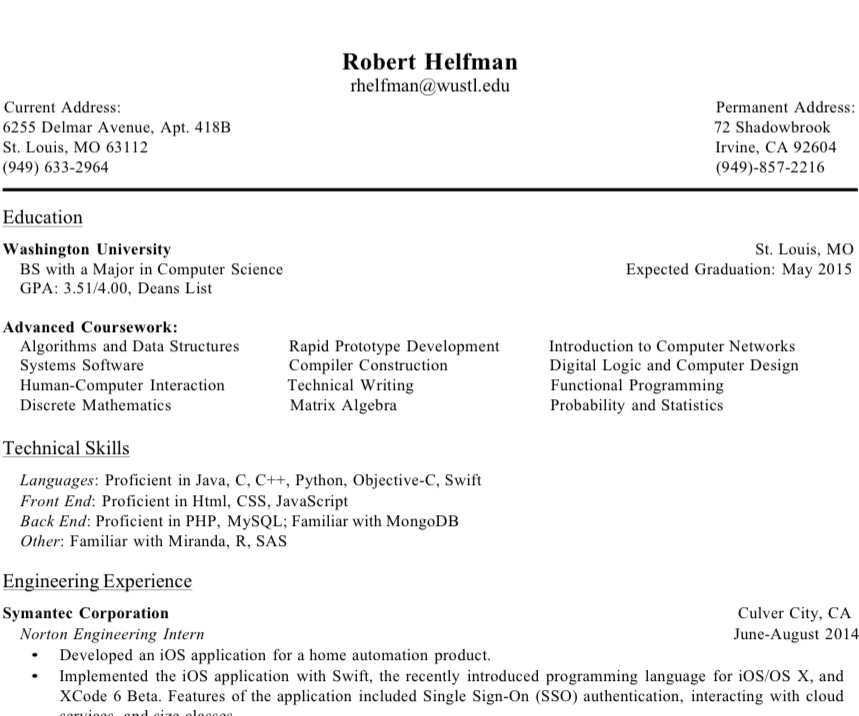 Robert Helfman
rhelfman@wustl.edu
Current Address: Permanent Address:
6255 Delmar Avenue, Apt. 418B 72 Shadowbrook
St. Louis, MO 63112 Irvine, CA 92604
(949) 633-2964 (949)-857-2216
Education
Washington University St. Louis, MO
BS with a Major in Computer Science Expected Graduation: May 2015
GPA: 3.51/4.00, Deans List
Advanced Coursework:
Algorithms and Data Structures Rapid Prototype Development Introduction to Computer Networks
Systems Software Compiler Construction Digital Logic and Computer Design
Human-Computer Interaction Technical Writing Functional Programming
Discrete Mathematics Matrix Algebra Probability and Statistics
Technical Skills
Languages: Proficient in Java, C, C++, Python, Objective-C, Swift
Front End: Proficient in Html, CSS, JavaScript
Back End: Proficient in PHP, MySQL; Familiar with MongoDB
Other: Familiar with Miranda, R, SAS
Engineering Experience
Symantec Corporation Culver City, CA
Norton Engineering Intern June-August 2014
• Developed an iOS application for a home automation product.
• Implemented the iOS application with Swift, the recently introduced programming language for iOS/OS X, and
XCode 6 Beta. Features of the application included Single Sign-On (SSO) authentication, interacting with cloud
services, and size classes.